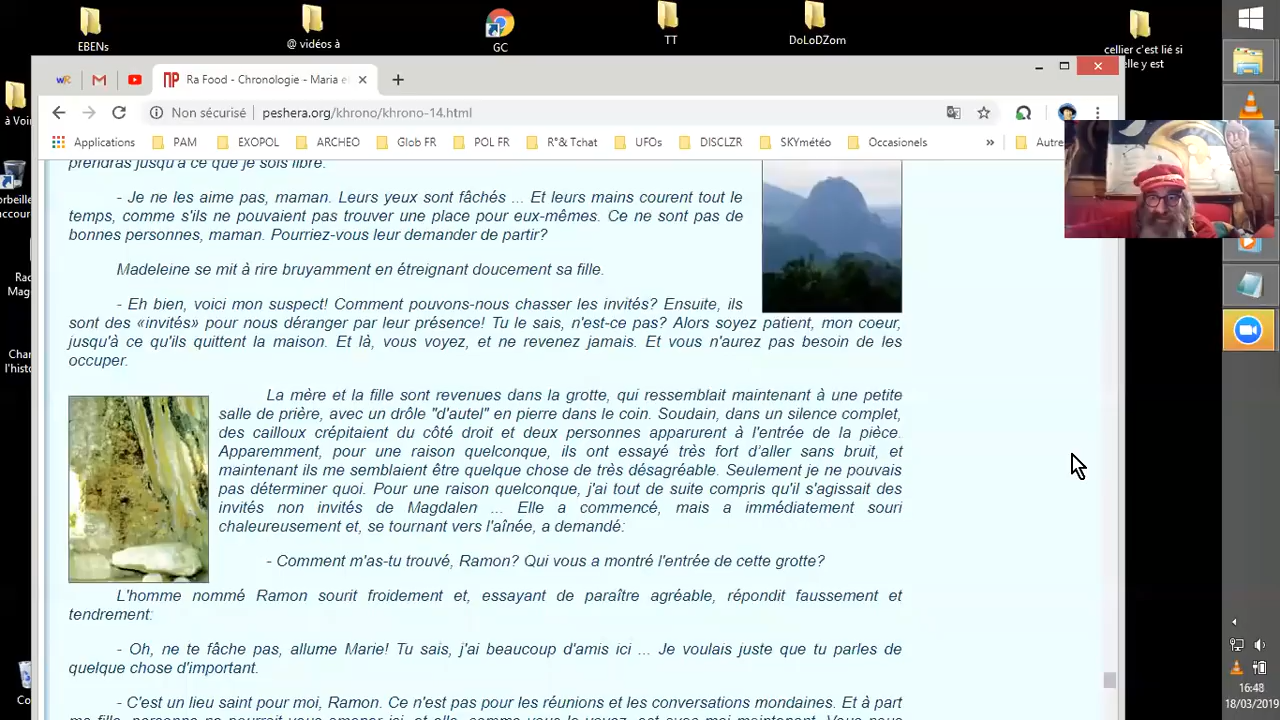 EBENs
@ vidéos à
GC
TT
DoLoDZom
cellier c'est lié si
elle y est
Ra Food - Chronologie - Maria e
à Voir
Non sécurisé
peshera.org/khrono/khrono-14.html
Applications
PAM
EXOPOL
ARCHEO
Glob FR
POL FR
R°& Tchat
UFOs
DISCLZR
SKYmétéo
Occasionels
»
Autre
prendras jusqu'à ce que je sois libre.
- Je ne les aime pas, maman. Leurs yeux sont fâchés ... Et leurs mains courent tout le
temps, comme s'ils ne pouvaient pas trouver une place pour eux-mêmes. Ce ne sont pas de
bonnes personnes, maman. Pourriez-vous leur demander de partir?
Madeleine se mit à rire bruyamment en étreignant doucement sa fille.
- Eh bien, voici mon suspect! Comment pouvons-nous chasser les invités? Ensuite, ils
sont des «invités» pour nous déranger par leur présence! Tu le sais, n'est-ce pas? Alors soyez patient, mon coeur,
jusqu'à ce qu'ils quittent la maison. Et là, vous voyez, et ne revenez jamais. Et vous n'aurez pas besoin de les
occuper.
La mère et la fille sont revenues dans la grotte, qui ressemblait maintenant à une petite
salle de prière, avec un drôle "d'autel" en pierre dans le coin. Soudain, dans un silence complet,
des cailloux crépitaient du côté droit et deux personnes apparurent à l'entrée de la pièce.
Apparemment, pour une raison quelconque, ils ont essayé très fort d'aller sans bruit, et
maintenant ils me semblaient être quelque chose de très désagréable. Seulement je ne pouvais
pas déterminer quoi. Pour une raison quelconque, j'ai tout de suite compris qu'il s'agissait des
invités non invités de Magdalen ... Elle a commencé, mais a immédiatement souri
chaleureusement et, se tournant vers l'aînée, a demandé:
- Comment m'as-tu trouvé, Ramon? Qui vous a montré l'entrée de cette grotte?
L'homme nommé Ramon sourit froidement et, essayant de paraître agréable, répondit faussement et
tendrement:
- Oh, ne te fâche pas, allume Marie! Tu sais, j'ai beaucoup d'amis ici ... Je voulais juste que tu parles de
quelque chose d'important.
- C'est un lieu saint pour moi, Ramon. Ce n'est pas pour les réunions et les conversations mondaines. Et à part
16:48
18/03/2019